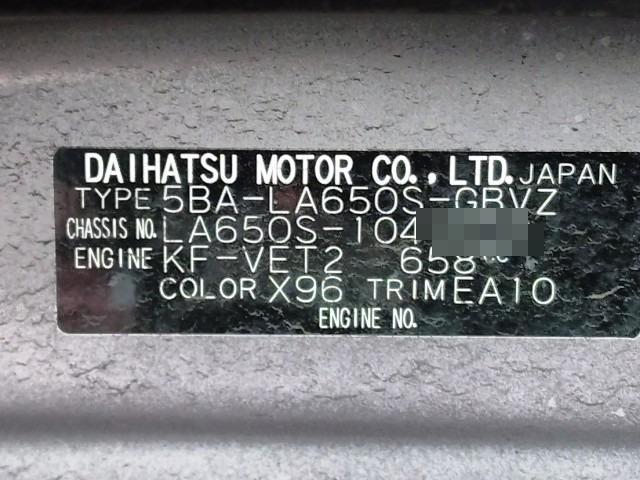 DAIHATSU MOTOR CO., LTD. JAPAN
TYPE 5BA-LA650S-GBVZ
CHASSIS NO. LA650S-104
ENGINE KF-VET2 658
COLOR X96 TRIM EA10
ENGINE NO.